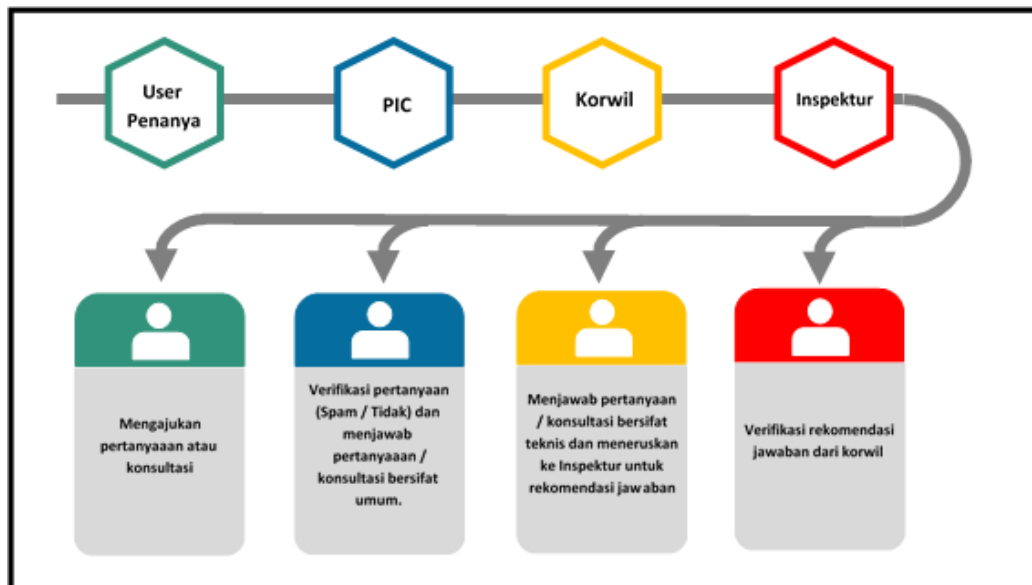 User
Penanya
PIC
Korwil
Inspektur
Mengajukan
pertanyaaan atau
konsultasi
Verifikasi pertanyaan
(Spam / Tidak) dan
menjawab
pertanyaaan /
konsultasi bersifat
umum.
Menjawab pertanyaan
/ konsultasi bersifat
teknis dan meneruskan
ke Inspektur untuk
rekomendasi jawaban
Verifikasi rekomendasi
jawaban dari korwil